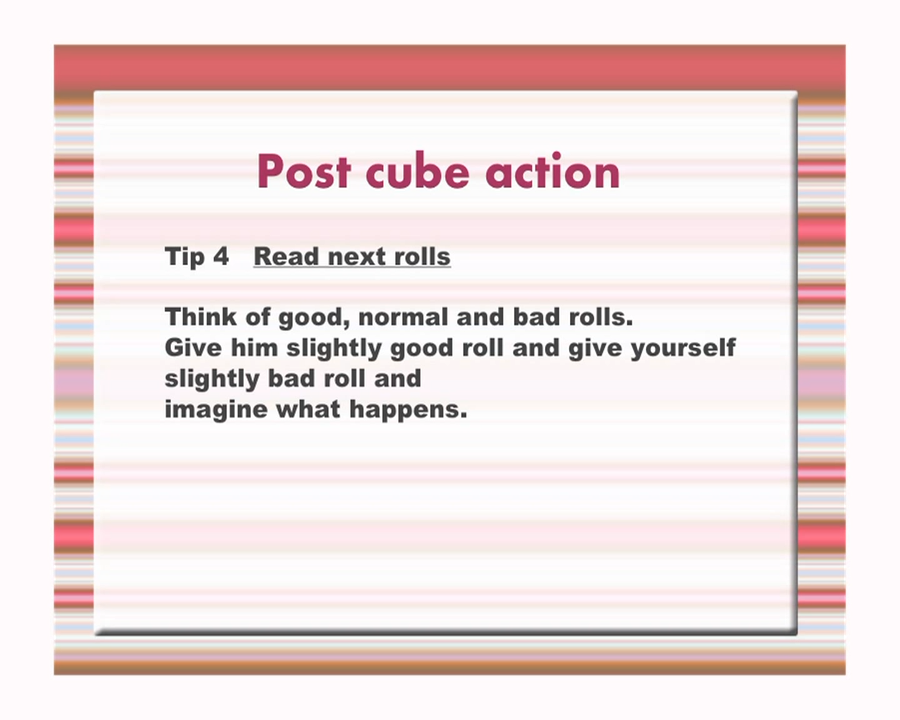 Post cube action
Tip 4 Read next rolls
Think of good, normal and bad rolls.
Give him slightly good roll and give yourself
slightly bad roll and
imagine what happens.